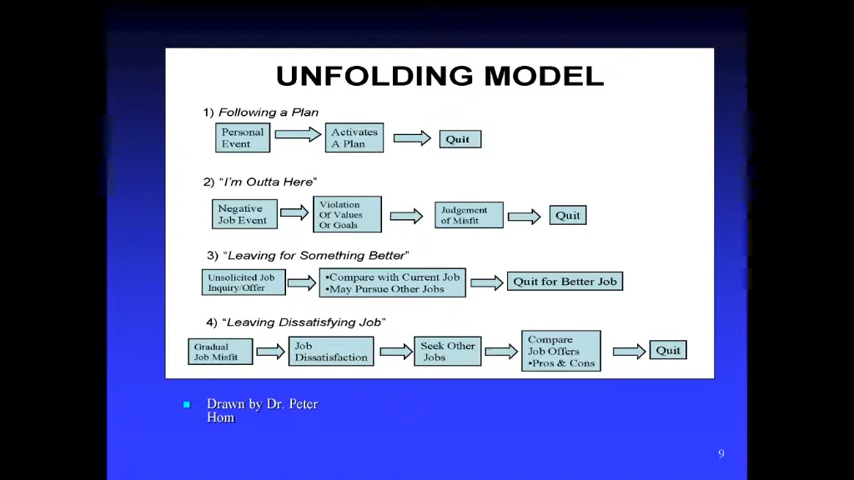 UNFOLDING MODEL
1) Following a Plan
Personal
Event
Activates
A Plan
Quit
2) “I’m Outta Here”
Negative
Job Event
Violation
Of Values
Or Goals
Judgement
of Misfit
Quit
3) “Leaving for Something Better”
Unsolicited Job
Inquiry/Offer
•Compare with Current Job
•May Pursue Other Jobs
Quit for Better Job
4) “Leaving Dissatisfying Job”
Gradual
Job Misfit
Job
Dissatisfaction
Seek Other
Jobs
Compare
Job Offers
•Pros & Cons
Quit
Drawn by Dr. Peter
Hom
9